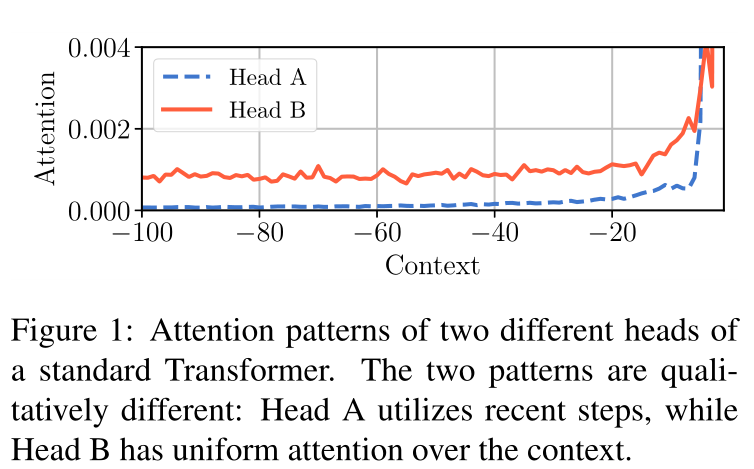 0.004
0.002
0.000
Attention
Head A
Head B
−100
−80
−60
−40
−20
Context
Figure 1: Attention patterns of two different heads of
a standard Transformer. The two patterns are quali-
tatively different: Head A utilizes recent steps, while
Head B has uniform attention over the context.